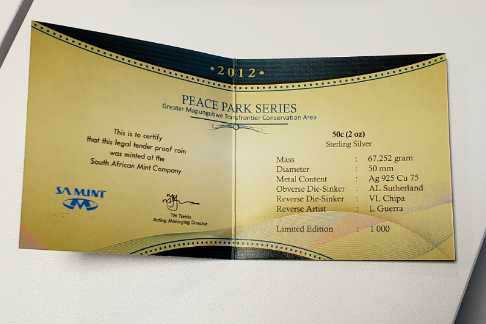 • 2012 •
PEACE PARK SERIES
Greater Mapungubwe Transfrontier Conservation Area
This is to certify
that this legal tender proof coin
was minted at the
South African Mint Company
SA MINT
Acting Managing Director
50c (2 oz)
Sterling Silver
Mass : 67,252 gram
Diameter : 50 mm
Metal Content : Ag 925 Cu 75
Obverse Die-Sinker : AL Sutherland
Reverse Die-Sinker : VL Chipa
Reverse Artist : L Guerra
Limited Edition : 1 000